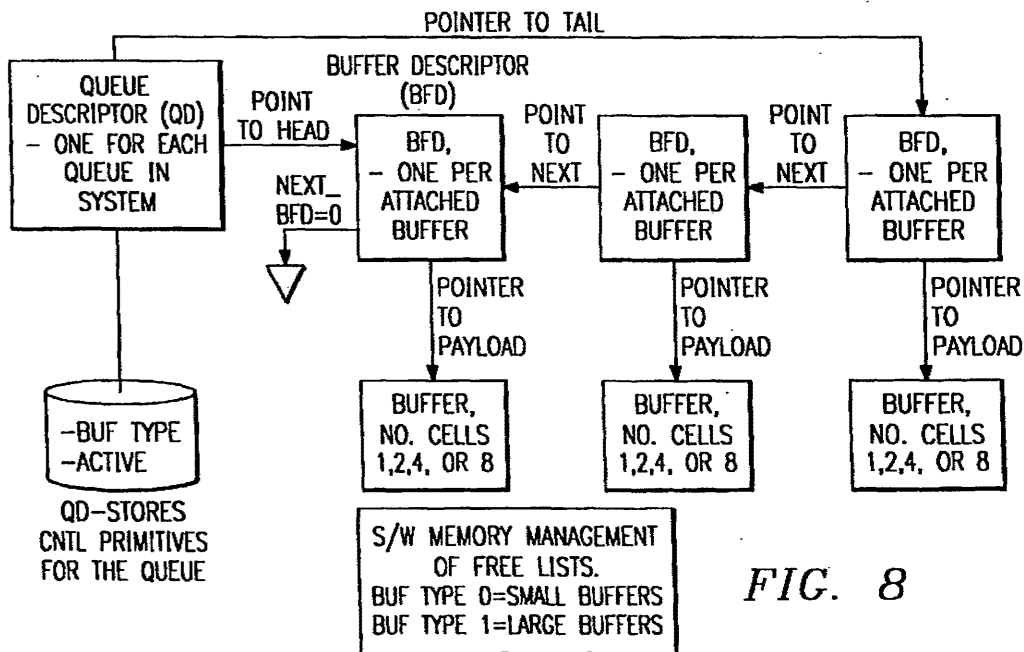 POINTER TO TAIL
QUEUE
DESCRIPTOR (QD)
– ONE FOR EACH
QUEUE IN
SYSTEM
POINT
TO HEAD
BUFFER DESCRIPTOR
(BFD)
BFD,
– ONE PER
ATTACHED
BUFFER
POINT
TO
NEXT
BFD,
– ONE PER
ATTACHED
BUFFER
POINT
TO
NEXT
BFD,
– ONE PER
ATTACHED
BUFFER
NEXT_
BFD=0
POINTER
TO
PAYLOAD
POINTER
TO
PAYLOAD
POINTER
TO
PAYLOAD
–BUF TYPE
–ACTIVE
QD–STORES
CNTL PRIMITIVES
FOR THE QUEUE
BUFFER,
NO. CELLS
1,2,4, OR 8
BUFFER,
NO. CELLS
1,2,4, OR 8
BUFFER,
NO. CELLS
1,2,4, OR 8
S/W MEMORY MANAGEMENT
OF FREE LISTS.
BUF TYPE 0=SMALL BUFFERS
BUF TYPE 1=LARGE BUFFERS
FIG. 8